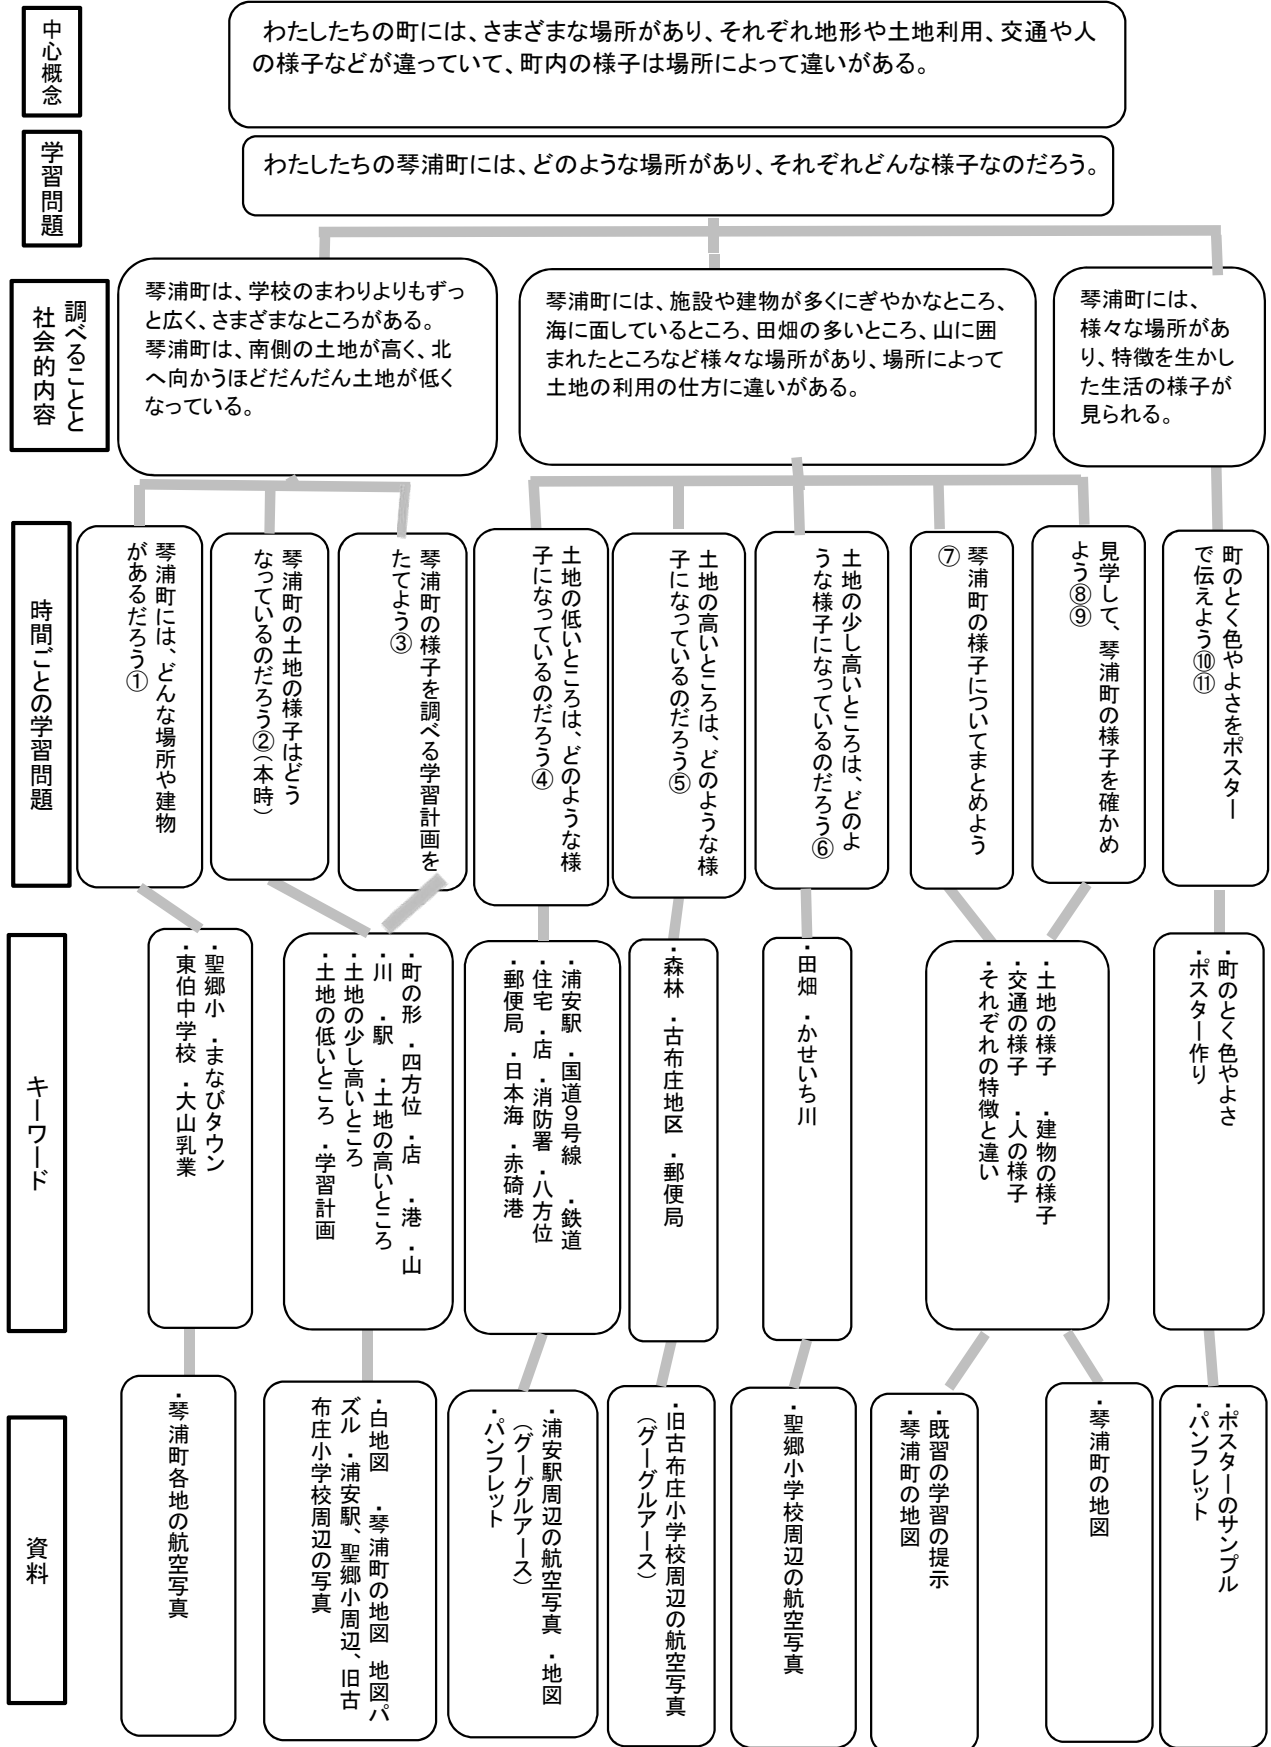 中心概念
わたしたちの町には、さまざまな場所があり、それぞれ地形や土地利用、交通や人
の様子などが違っていて、町内の様子は場所によって違いがある。
学習問題
わたしたちの琴浦町には、どのような場所があり、それぞれどんな様子なのだろう。
調べることと
社会的内容
琴浦町は、学校のまわりよりもずっ
と広く、さまざまなところがある。
琴浦町は、南側の土地が高く、北
へ向かうほどだんだん土地が低く
なっている。
琴浦町には、施設や建物が多くにぎやかなところ、
海に面しているところ、田畑の多いところ、山に囲
まれたところなど様々な場所があり、場所によって
土地の利用の仕方に違いがある。
琴浦町には、
様々な場所があ
り、特徴を生かし
た生活の様子が
見られる。
時間ごとの学習問題
琴浦町には、どんな場所や建物
があるだろう①
琴浦町の土地の様子はどう
なっているのだろう②(本時)
琴浦町の様子を調べる学習計画を
たてよう③
土地の低いところは、どのような様
子になっているのだろう④
土地の高いところは、どのような様
子になっているのだろう⑤
土地の少し高いところは、どのよ
うな様子になっているのだろう⑥
琴浦町の様子についてまとめよう
⑦
見学して、琴浦町の様子を確かめ
よう⑧⑨
町のとく色やよさをポスター
で伝えよう⑩⑪
キーワード
・聖郷小 ・まなびタウン
・東伯中学校 ・大山乳業
・町の形 ・四方位 ・店 ・港 ・山
・川 ・駅 ・土地の高いところ
・土地の少し高いところ
・土地の低いところ ・学習計画
・浦安駅 ・国道9号線 ・鉄道
・住宅 ・店 ・消防署 ・八方位
・郵便局 ・日本海 ・赤碕港
・森林 ・古布庄地区 ・郵便局
・田畑 ・かせいち川
・土地の様子 ・建物の様子
・交通の様子 ・人の様子
・それぞれの特徴と違い
・町のとく色やよさ
・ポスター作り
資料
・琴浦町各地の航空写真
・白地図 ・琴浦町の地図 地図パ
ズル ・浦安駅、聖郷小周辺、旧古
布庄小学校周辺の写真
・浦安駅周辺の航空写真 ・地図
(グーグルアース)
・パンフレット
・旧古布庄小学校周辺の航空写真
(グーグルアース)
・聖郷小学校周辺の航空写真
・既習の学習の提示
・琴浦町の地図
・琴浦町の地図
・ポスターのサンプル
・パンフレット